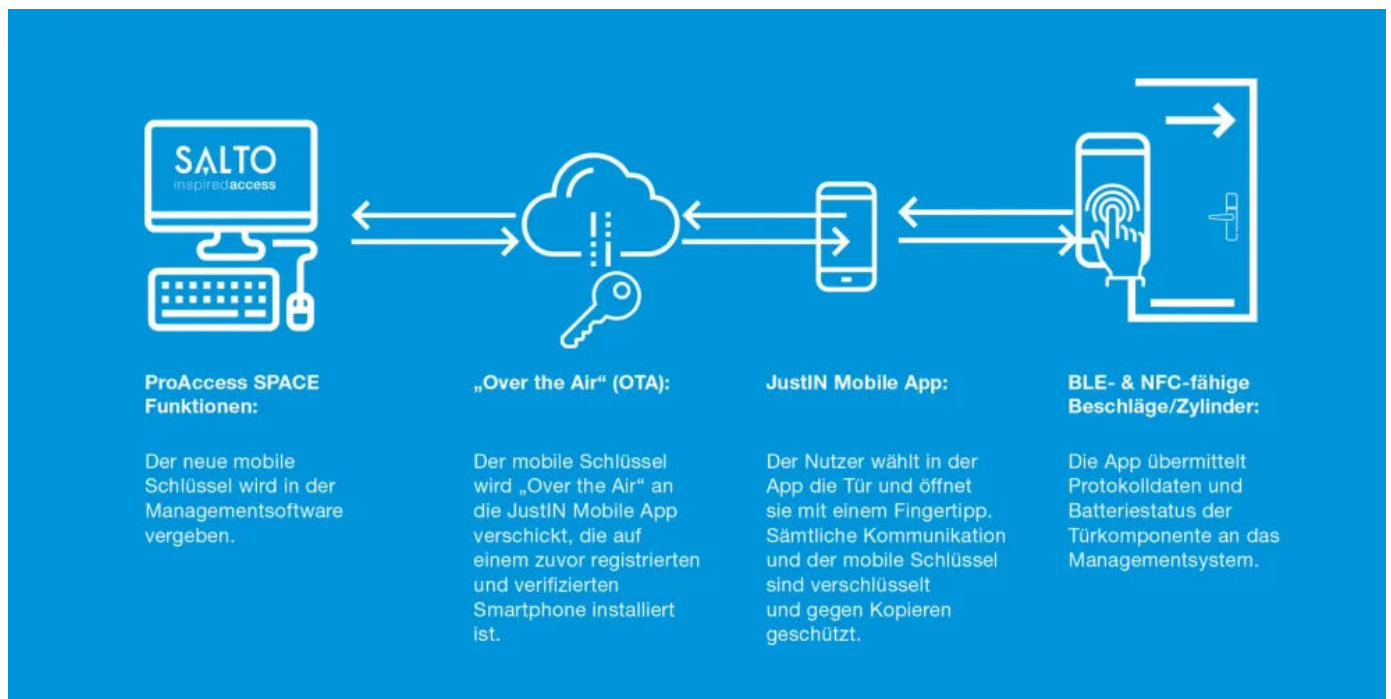 SALTO
inspiredaccess
ProAccess SPACE
Funktionen:
Der neue mobile
Schlüssel wird in der
Managementsoftware
vergeben.
„Over the Air“ (OTA):
Der mobile Schlüssel
wird „Over the Air“ an
die JustIN Mobile App
verschickt, die auf
einem zuvor registrierten
und verifizierten
Smartphone installiert
ist.
JustIN Mobile App:
Der Nutzer wählt in der
App die Tür und öffnet
sie mit einem Fingertipp.
Sämtliche Kommunikation
und der mobile Schlüssel
sind verschlüsselt
und gegen Kopieren
geschützt.
BLE- & NFC-fähige
Beschläge/Zylinder:
Die App übermittelt
Protokolldaten und
Batteriestatus der
Türkomponente an das
Managementsystem.